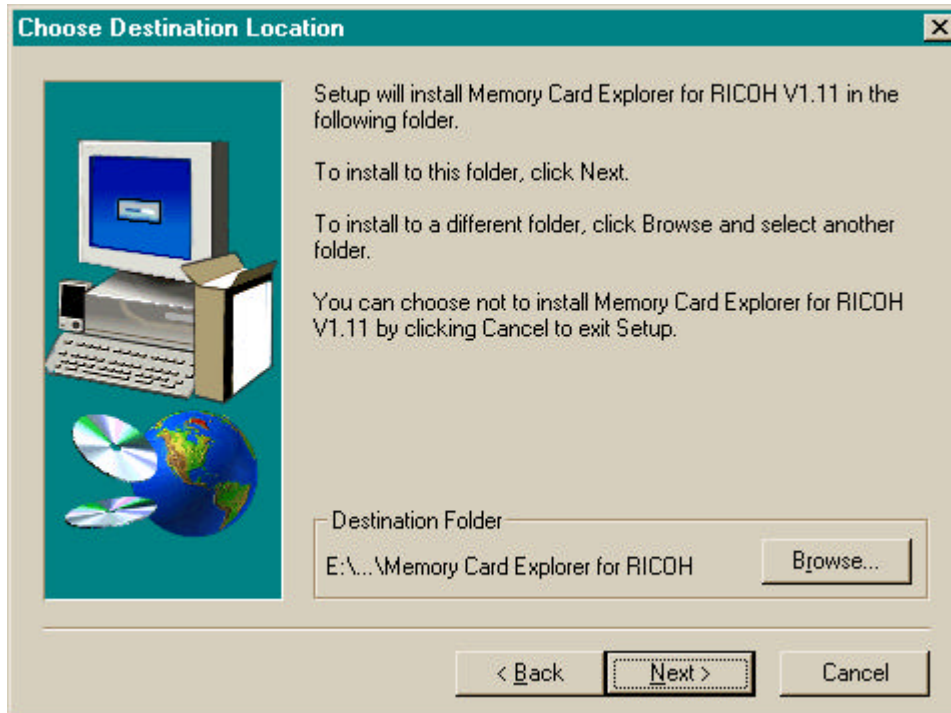 Choose Destination Location
Setup will install Memory Card Explorer for RICOH V1.11 in the
following folder.
To install to this folder, click Next.
To install to a different folder, click Browse and select another
folder.
You can choose not to install Memory Card Explorer for RICOH
V1.11 by clicking Cancel to exit Setup.
Destination Folder
E:\...\Memory Card Explorer for RICOH
Browse...
< Back
Next >
Cancel